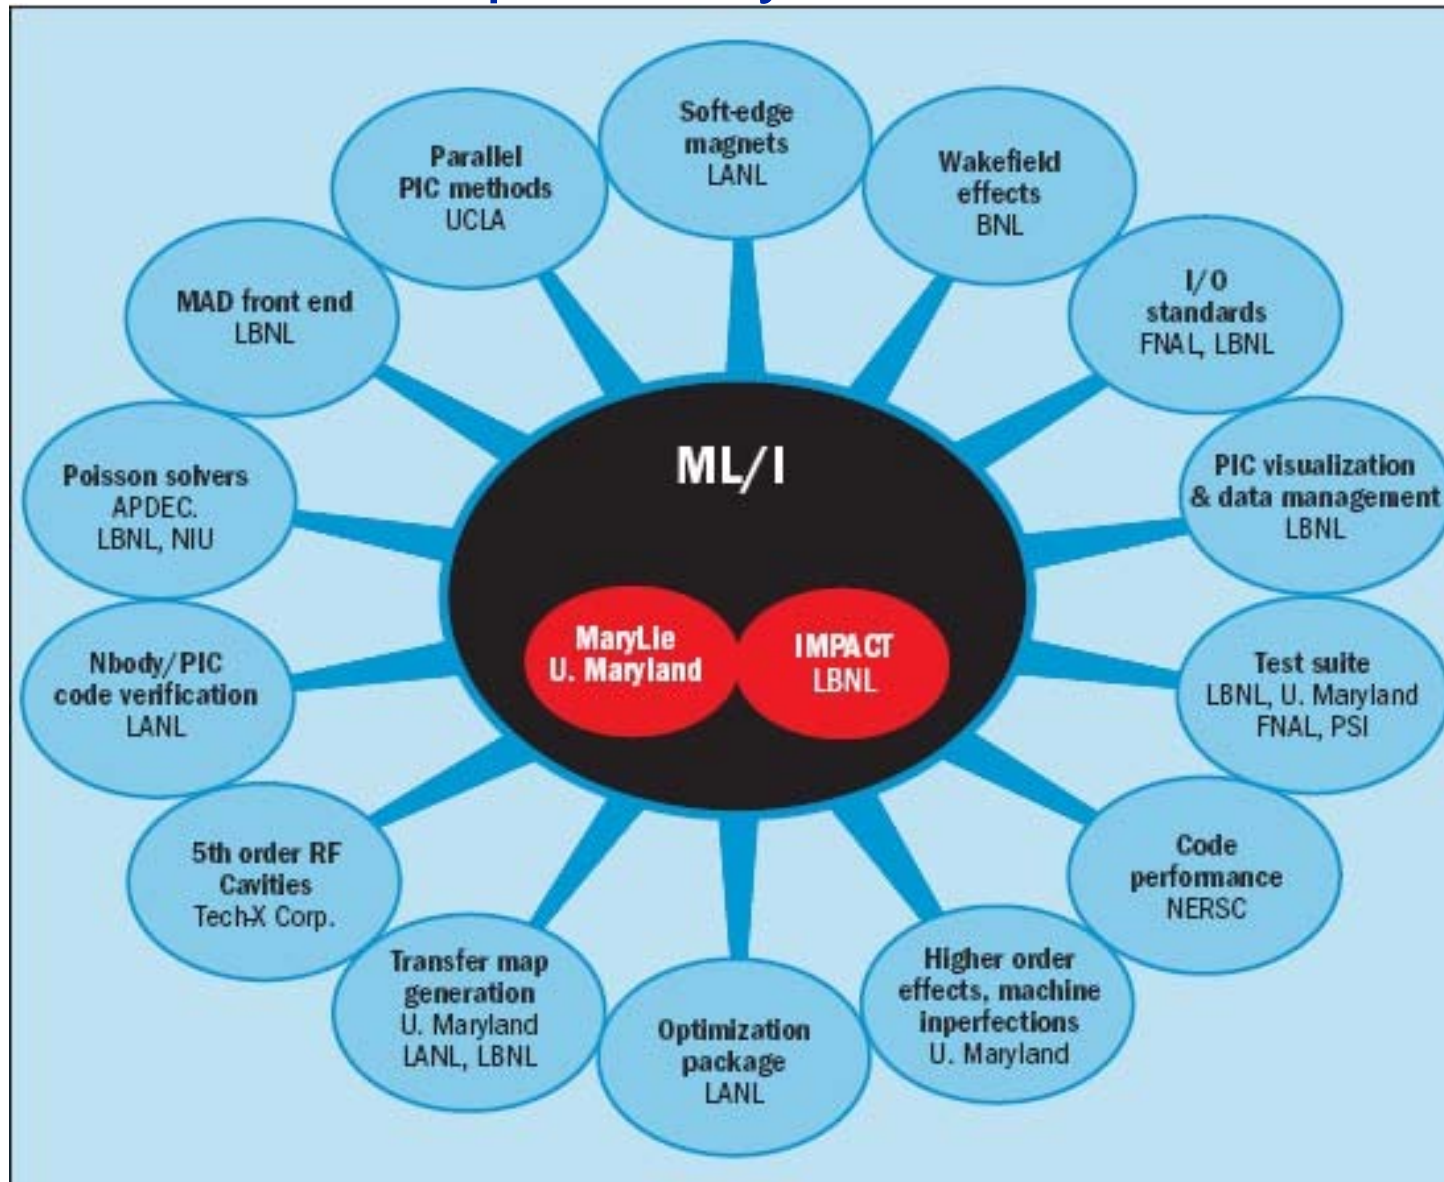 Soft-edge
magnets
LANL
Parallel
PIC methods
UCLA
Wakefield
effects
BNL
MAD front end
LBNL
I/O
standards
FNAL, LBNL
ML/I
Poisson solvers
APDEC.
LBNL, NIU
PIC visualization
& data management
LBNL
MaryLie
U. Maryland
IMPACT
LBNL
Nbody/PIC
code verification
LANL
Test suite
LBNL, U. Maryland
FNAL, PSI
5th order RF
Cavities
Tech-X Corp.
Code
performance
NERSC
Transfer map
generation
U. Maryland
LANL, LBNL
Optimization
package
LANL
Higher order
effects, machine
inperfections
U. Maryland